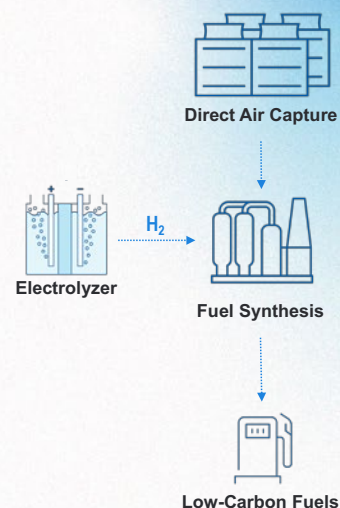 Direct Air Capture
+ −
H₂
Electrolyzer
Fuel Synthesis
Low-Carbon Fuels